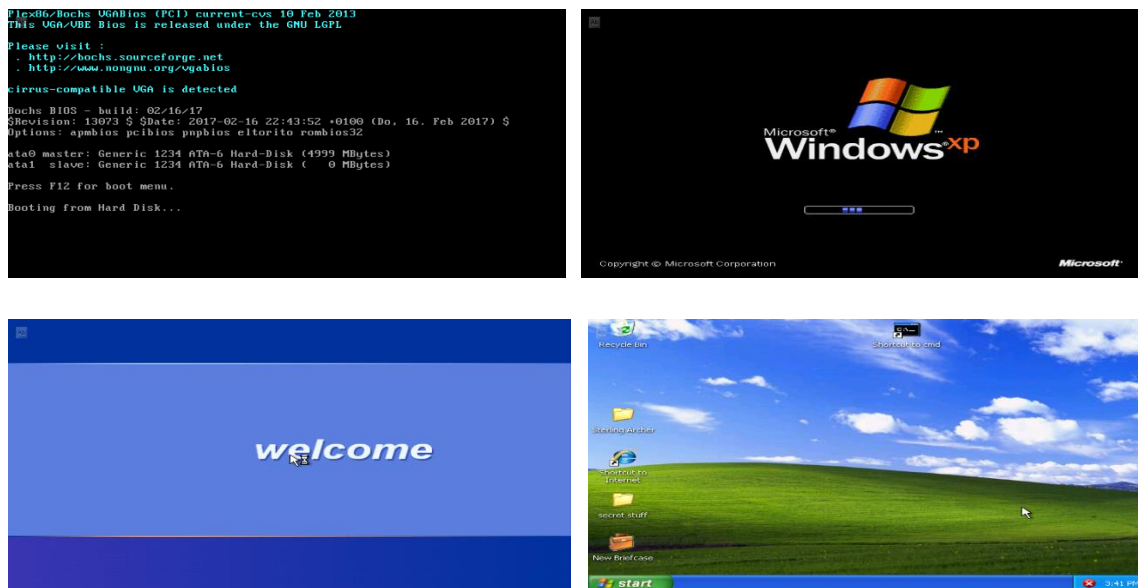 Plex86/Bochs VGABios (PCI) current-cvs 10 Feb 2013
This VGA/VBE Bios is released under the GNU LGPL
Please visit :
. http://bochs.sourceforge.net
. http://www.nongnu.org/vgabios
cirrus-compatible VGA is detected
Bochs BIOS - build: 02/16/17
$Revision: 13073 $ $Date: 2017-02-16 22:43:52 +0100 (Do, 16. Feb 2017) $
Options: apmbios pcibios pnpbios eltorito rombios32
ata0 master: Generic 1234 ATA-6 Hard-Disk (4999 MBytes)
ata1  slave: Generic 1234 ATA-6 Hard-Disk (   0 MBytes)
Press F12 for boot menu.
Booting from Hard Disk...
Microsoft®
Windows xp
Copyright © Microsoft Corporation
Microsoft
welcome
Recycle Bin
Shortcut to cmd
Sterling Archer
Shortcut to
Internet
secret stuff
New Briefcase
start
3:41 PM